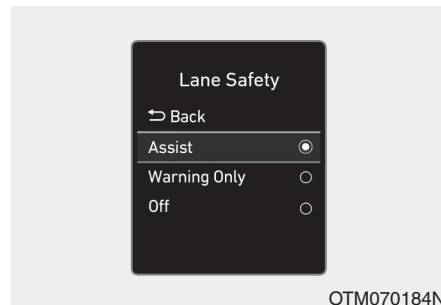 Lane Safety
Back
Assist
Warning Only
Off
OTM070184N